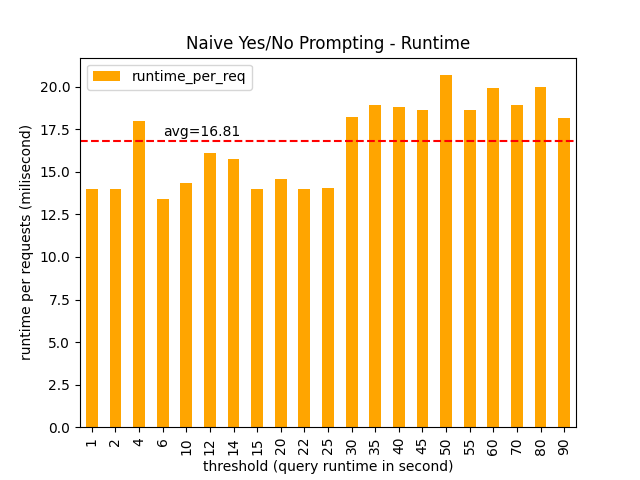 Naive Yes/No Prompting - Runtime
runtime_per_req
avg=16.81
runtime per requests (milisecond)
20.0
17.5
15.0
12.5
10.0
7.5
5.0
2.5
0.0
1 2 4 6 10 12 14 15 20 22 25 30 35 40 45 50 60 70 80 90
threshold (query runtime in second)